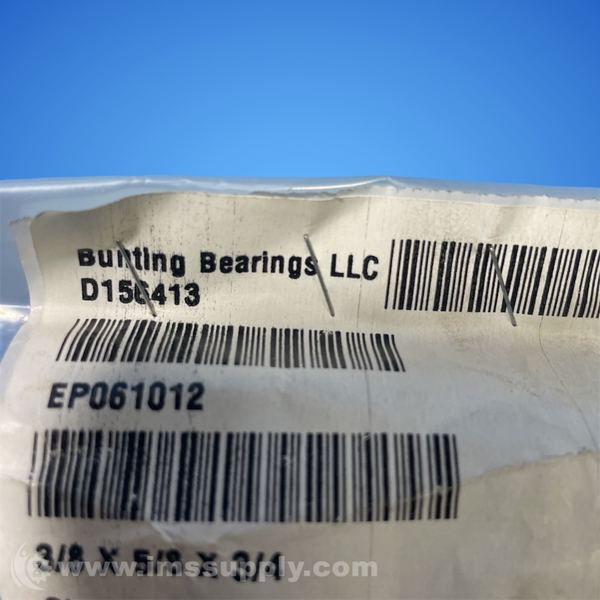 Bunting Bearings LLC
D156413
EP061012
3/8 X 5/8 X 3/4
www.imssupply.com